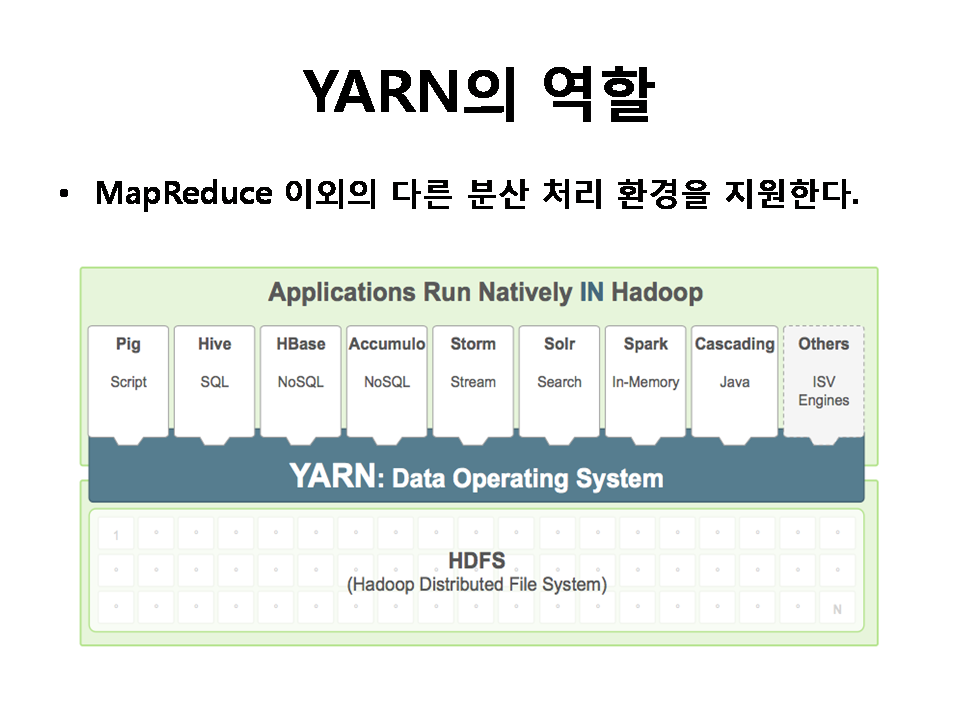 YARN의 역할
• MapReduce 이외의 다른 분산 처리 환경을 지원한다.
Applications Run Natively IN Hadoop
Pig Hive HBase Accumulo Storm Solr Spark Cascading Others
Script SQL NoSQL NoSQL Stream Search In-Memory Java ISV
Engines
YARN: Data Operating System
1
HDFS
(Hadoop Distributed File System)
N